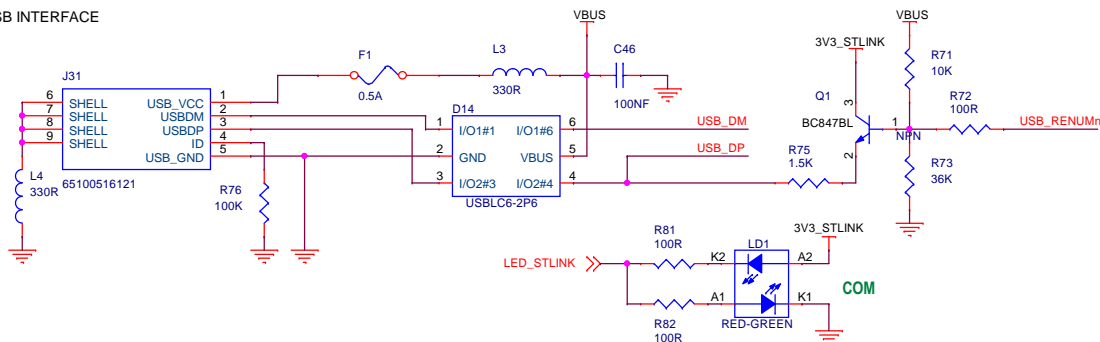 SB INTERFACE
VBUS
VBUS
3V3_STLINK
F1
L3
C46
R71
10K
J31
0.5A
330R
100NF
Q1
R72
100R
6 SHELL USB_VCC 1
7 SHELL USBDM 2
8 SHELL USBDP 3
9 SHELL ID 4
USB_GND 5
65100516121
D14
1 I/O1#1 I/O1#6 6
2 GND VBUS 5
3 I/O2#3 I/O2#4 4
USBLC6-2P6
USB_DM
USB_DP
BC847BL
3
1
NPN
2
USB_RENUMn
R75
1.5K
R73
36K
L4
330R
R76
100K
R81
100R
LD1
3V3_STLINK
LED_STLINK
K2 A2
A1 K1
COM
R82
100R
RED-GREEN